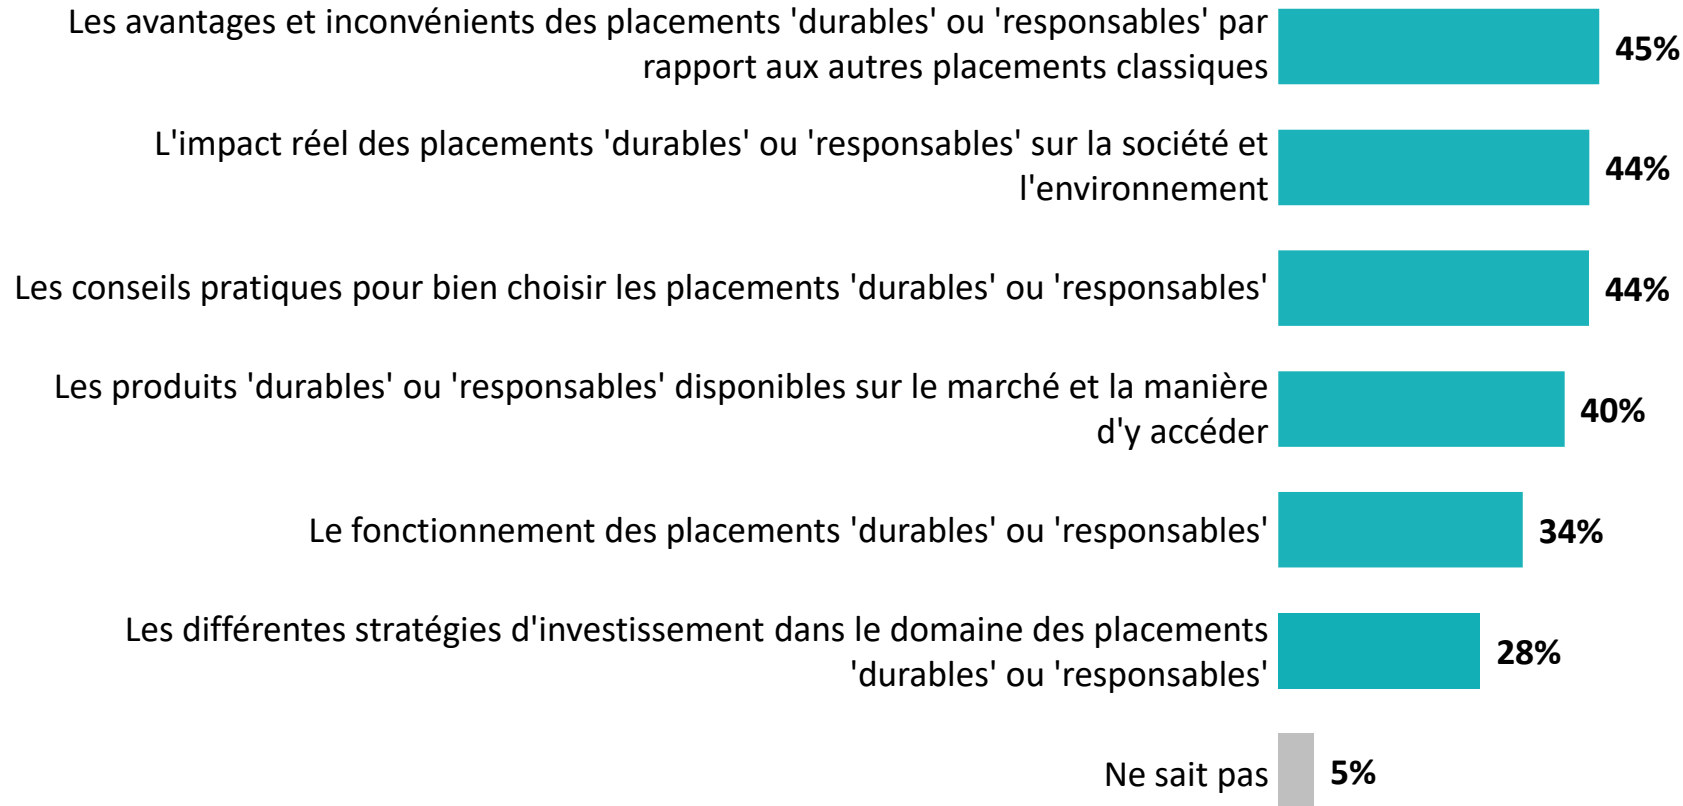 Les avantages et inconvénients des placements 'durables' ou 'responsables' par
rapport aux autres placements classiques
45%
L'impact réel des placements 'durables' ou 'responsables' sur la société et
l'environnement
44%
Les conseils pratiques pour bien choisir les placements 'durables' ou 'responsables'
44%
Les produits 'durables' ou 'responsables' disponibles sur le marché et la manière
d'y accéder
40%
Le fonctionnement des placements 'durables' ou 'responsables'
34%
Les différentes stratégies d'investissement dans le domaine des placements
'durables' ou 'responsables'
28%
Ne sait pas
5%